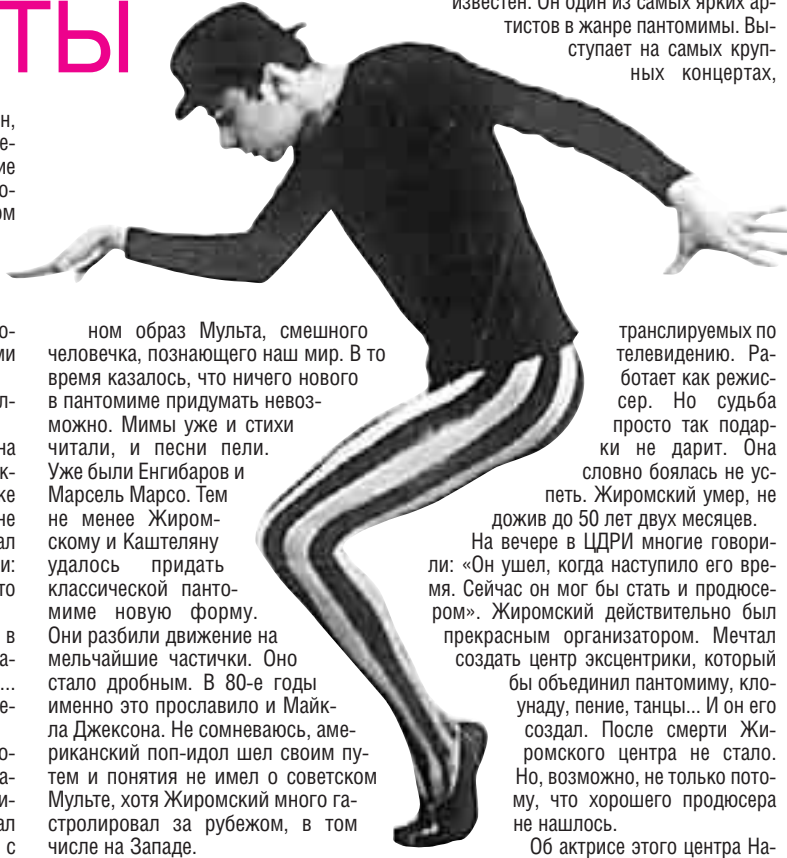 ТЫ
н,
е-
ие
о-
ом
о-
ми
л-
на
к-
ке
не
ал
и:
то
в
а-
...
е-
о-
а-
и-
ал
с
ном образ Мульта, смешного
человечка, познающего наш мир. В то
время казалось, что ничего нового
в пантомиме придумать невоз-
можно. Мимы уже и стихи
читали, и песни пели.
Уже были Енгибаров и
Марсель Марсо. Тем
не менее Жиром-
скому и Каштеляну
удалось придать
классической панто-
миме новую форму.
Они разбили движение на
мельчайшие частички. Оно
стало дробным. В 80-е годы
именно это прославило и Майк-
ла Джексона. Не сомневаюсь, аме-
риканский поп-идол шел своим пу-
тем и понятия не имел о советском
Мульте, хотя Жиромский много га-
стролировал за рубежом, в том
числе на Западе.
известен. Он один из самых ярких ар-
тистов в жанре пантомимы. Вы-
ступает на самых круп-
ных концертах,
транслируемых по
телевидению. Ра-
ботает как режис-
сер. Но судьба
просто так подар-
ки не дарит. Она
словно боялась не ус-
петь. Жиромский умер, не
дожив до 50 лет двух месяцев.
На вечере в ЦДРИ многие говори-
ли: «Он ушел, когда наступило его вре-
мя. Сейчас он мог бы стать и продюсе-
ром». Жиромский действительно был
прекрасным организатором. Мечтал
создать центр эксцентрики, который
бы объединил пантомиму, кло-
унаду, пение, танцы... И он его
создал. После смерти Жи-
ромского центра не стало.
Но, возможно, не только пото-
му, что хорошего продюсера
не нашлось.
Об актрисе этого центра На-